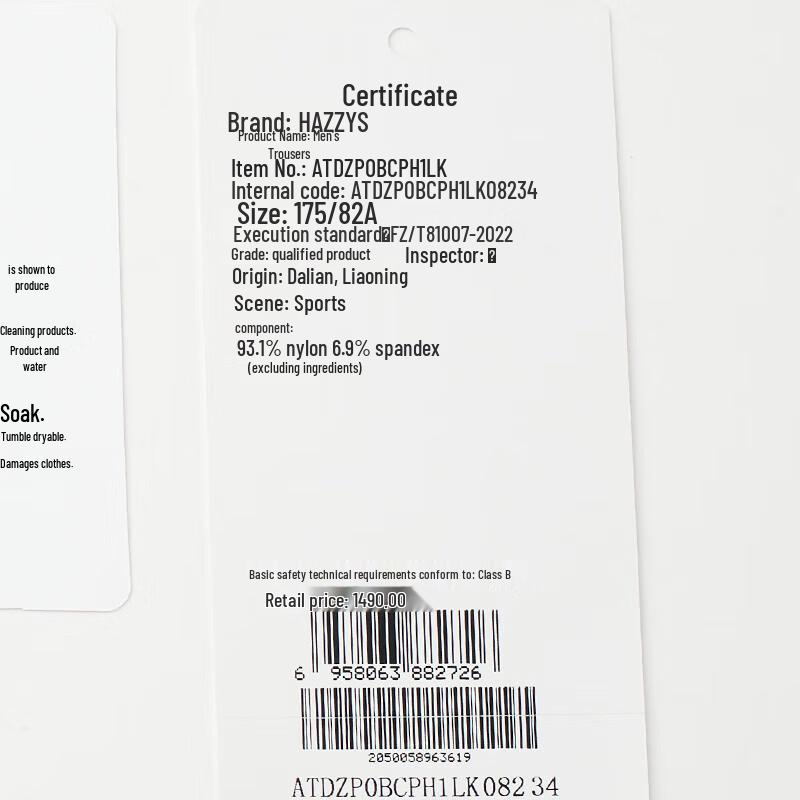 is shown to
produce
Cleaning products.
Product and
water
Soak.
Tumble dryable.
Damages clothes.
Certificate
Brand: HAZZYS
Product Name: Men's
Trousers
Item No.: ATDZP0BCPH1LK
Internal code: ATDZP0BCPH1LK08234
Size: 175/82A
Execution standard FZ/T81007-2022
Grade: qualified product Inspector:
Origin: Dalian, Liaoning
Scene: Sports
component:
93.1% nylon 6.9% spandex
(excluding ingredients)
Basic safety technical requirements conform to: Class B
Retail price: 1490.00
6 958063 882726
2050058963619
ATDZP0BCPH1LK08234